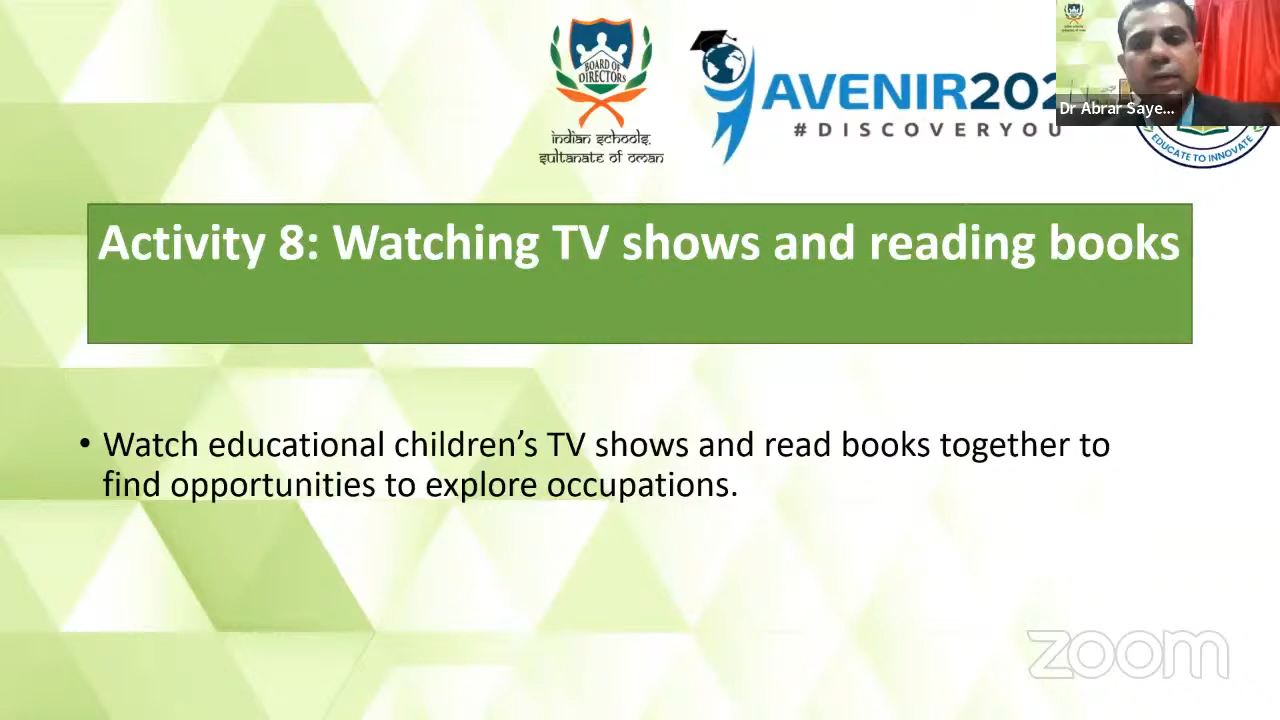 BOARD OF
DIRECTORS
indian schools,
sultanate of oman
AVENIR202
#DISCOVERYOU
Dr Abrar Saye...
EDUCATE TO INNOVATE
Activity 8: Watching TV shows and reading books
• Watch educational children’s TV shows and read books together to
find opportunities to explore occupations.
zoom